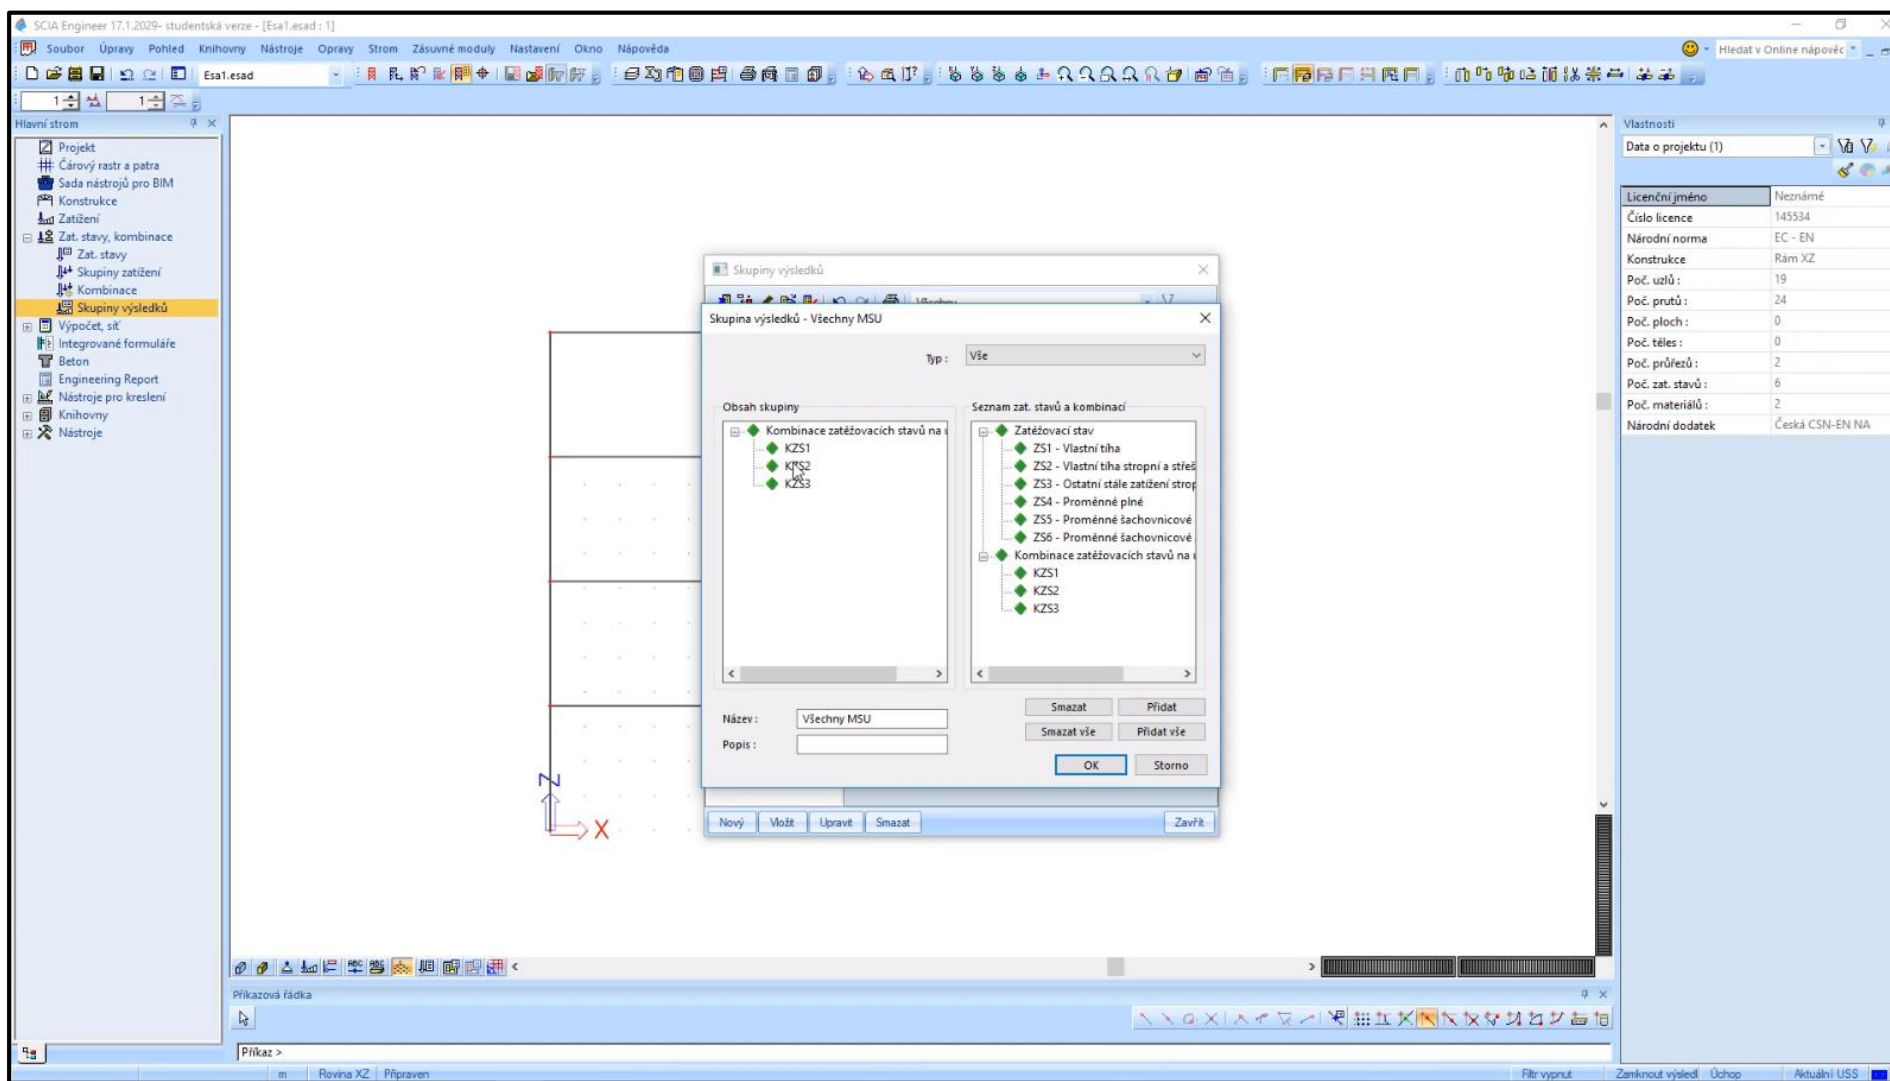 SCIA Engineer 17.1.2029- studentská verze - [Esa1.esad : 1]
Soubor Úpravy Pohled Knihovny Nástroje Opravy Strom Zásuvné moduly Nastavení Okno Nápověda
Hledat v Online nápověc
Esa1.esad
1 1
Hlavní strom
Projekt
Čárový rastr a patra
Sada nástrojů pro BIM
Konstrukce
Zatížení
Zat. stavy, kombinace
Zat. stavy
Skupiny zatížení
Kombinace
Skupiny výsledků
Výpočet, síť
Integrované formuláře
Beton
Engineering Report
Nástroje pro kreslení
Knihovny
Nástroje
Z
X
Skupiny výsledků
Skupina výsledků - Všechny MSU
Typ : Vše
Obsah skupiny
Kombinace zatěžovacích stavů na ú
KZS1
KZS2
KZS3
Seznam zat. stavů a kombinací
Zatěžovací stav
ZS1 - Vlastní tíha
ZS2 - Vlastní tíha stropní a střeš
ZS3 - Ostatní stále zatížení strop
ZS4 - Proměnné plné
ZS5 - Proměnné šachovnicové
ZS6 - Proměnné šachovnicové
Kombinace zatěžovacích stavů na ú
KZS1
KZS2
KZS3
Název : Všechny MSU
Popis :
Smazat Přidat
Smazat vše Přidat vše
OK Storno
Nový Vložit Upravit Smazat Zavřít
Vlastnosti
Data o projektu (1)
Licenční jméno Neznámé
Číslo licence 145534
Národní norma EC - EN
Konstrukce Rám XZ
Poč. uzlů : 19
Poč. prutů : 24
Poč. ploch : 0
Poč. těles : 0
Poč. průřezů : 2
Poč. zat. stavů : 6
Poč. materiálů : 2
Národní dodatek Česká CSN-EN NA
Příkazová řádka
Příkaz >
m Rovina XZ Připraven Filtr vypnut Zamknout výsledl Úchop Aktuální USS